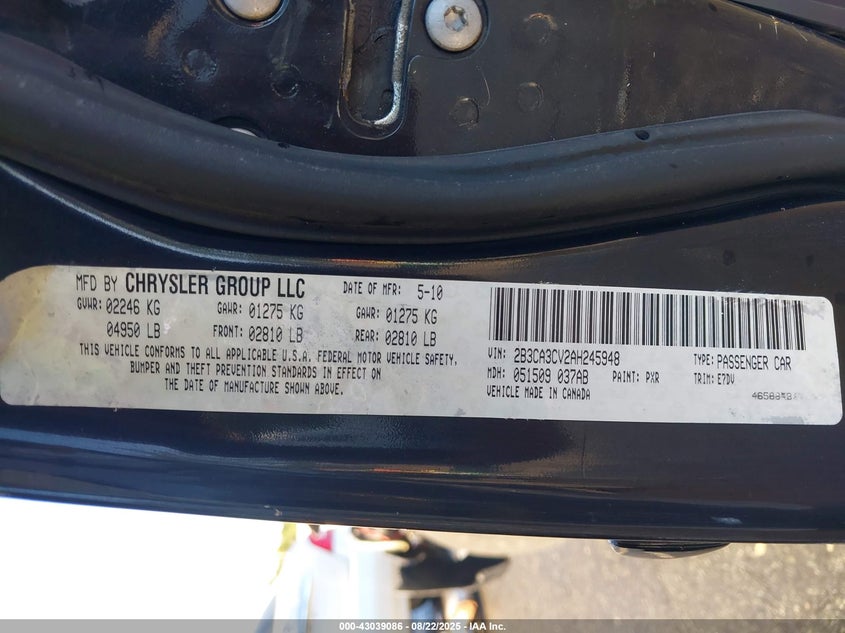 MFD BY CHRYSLER GROUP LLC DATE OF MFR: 5-10
GVWR: 02246 KG GAWR: 01275 KG GAWR: 01275 KG
04950 LB FRONT: 02810 LB REAR: 02810 LB
THIS VEHICLE CONFORMS TO ALL APPLICABLE U.S.A. FEDERAL MOTOR VEHICLE SAFETY,
BUMPER AND THEFT PREVENTION STANDARDS IN EFFECT ON
THE DATE OF MANUFACTURE SHOWN ABOVE.
VIN: 2B3CA3CV2AH245948 TYPE: PASSENGER CAR
MDH: 051509 037AB PAINT: PXR TRIM: E7DV
VEHICLE MADE IN CANADA
000-43039086 - 08/22/2025 - IAA Inc.